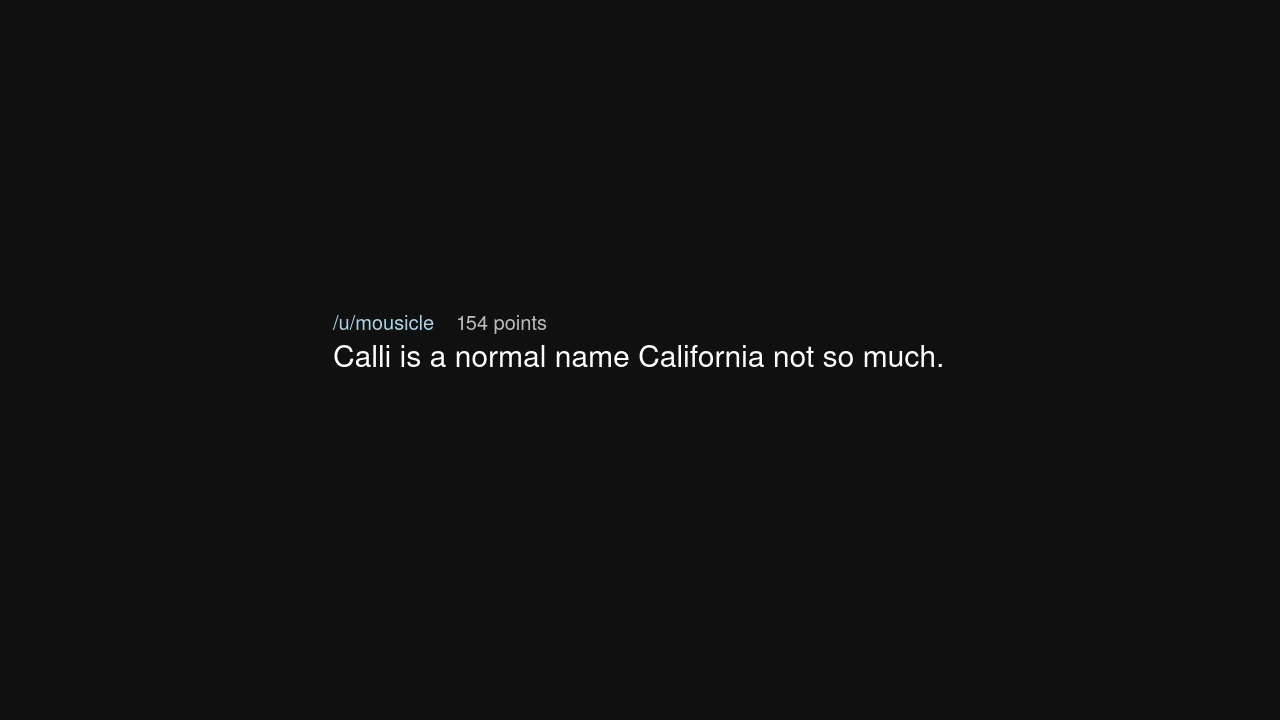 /u/mousicle 154 points
Calli is a normal name California not so much.